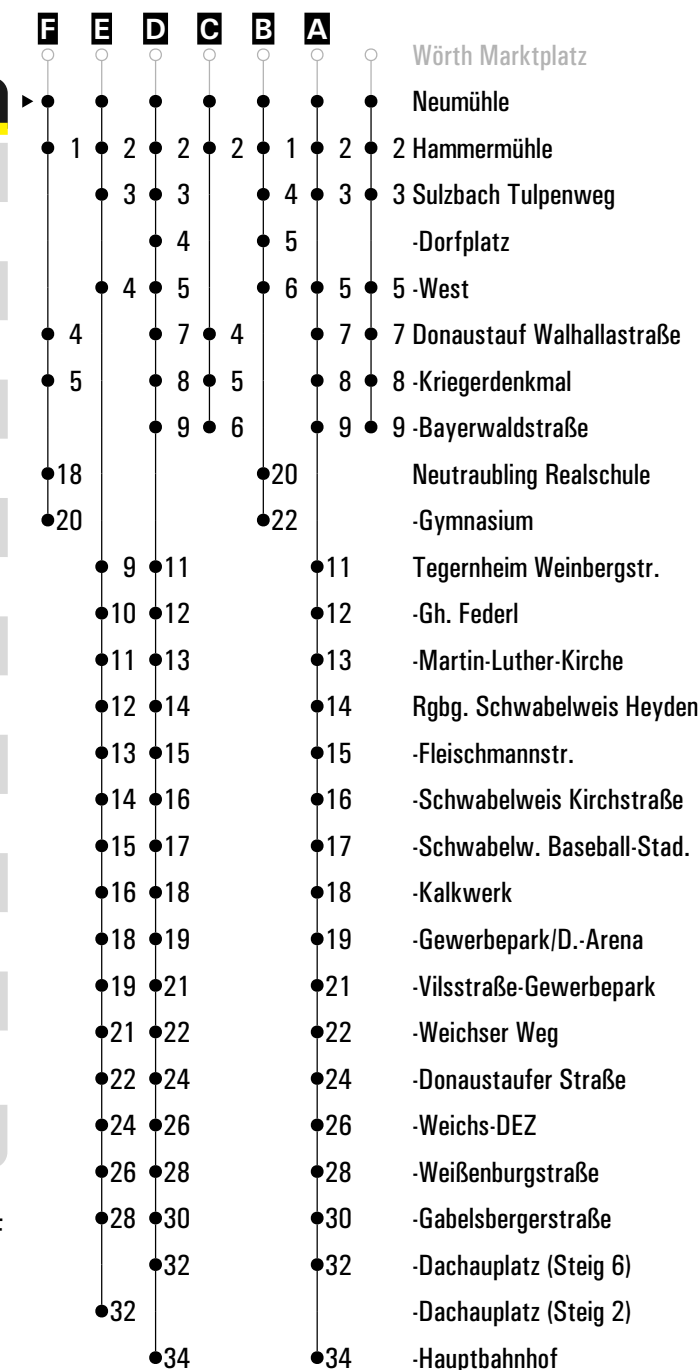 F E D C B A
Wörth Marktplatz
Neumühle
1 2 2 2 1 2 2 Hammermühle
3 3 4 3 3 Sulzbach Tulpenweg
4 5 -Dorfplatz
4 5 6 5 5 -West
4 7 4 7 7 Donaustauf Walhallastraße
5 8 5 8 8 -Kriegerdenkmal
9 6 9 9 -Bayerwaldstraße
18 20 Neutraubling Realschule
20 22 -Gymnasium
9 11 11 Tegernheim Weinbergstr.
10 12 12 -Gh. Federl
11 13 13 -Martin-Luther-Kirche
12 14 14 Rgbg. Schwabelweis Heyden
13 15 15 -Fleischmannstr.
14 16 16 -Schwabelweis Kirchstraße
15 17 17 -Schwabelw. Baseball-Stad.
16 18 18 -Kalkwerk
18 19 19 -Gewerbepark/D.-Arena
19 21 21 -Vilsstraße-Gewerbepark
21 22 22 -Weichser Weg
22 24 24 -Donaustaufer Straße
24 26 26 -Weichs-DEZ
26 28 28 -Weißenburgstraße
: 28 30 30 -Gabelsbergerstraße
32 32 -Dachauplatz (Steig 6)
32 -Dachauplatz (Steig 2)
34 34 -Hauptbahnhof